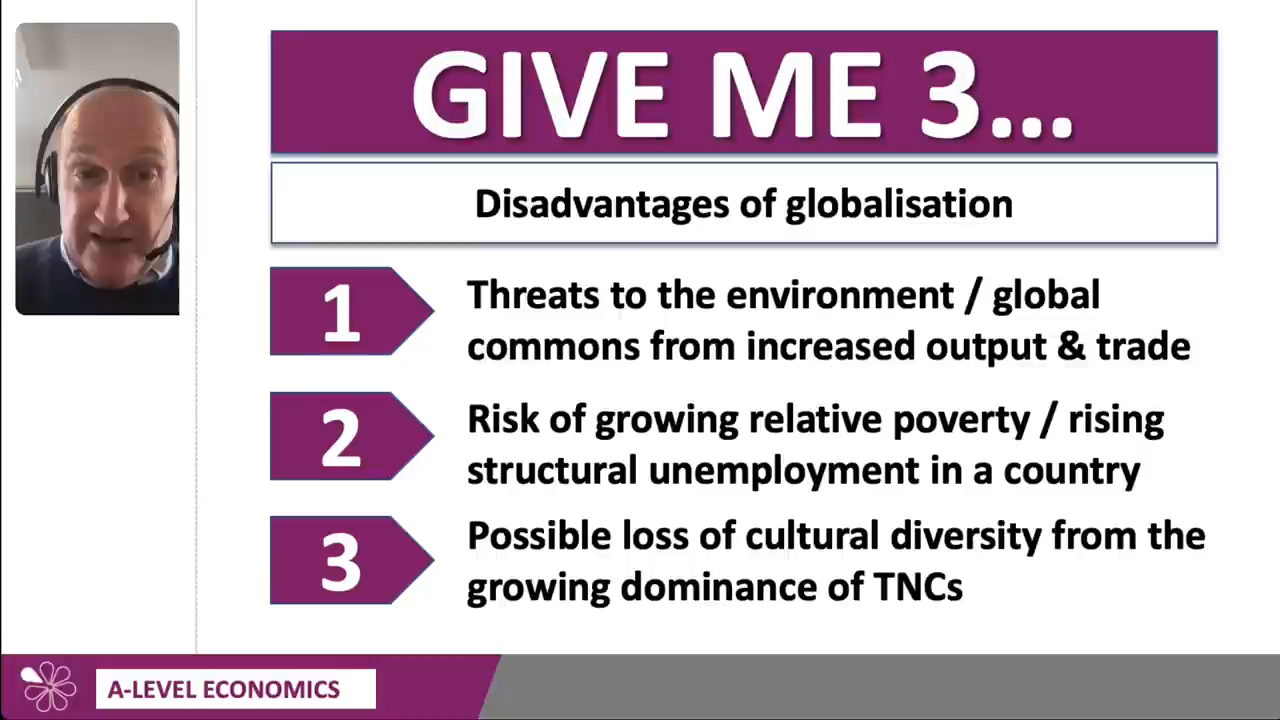 GIVE ME 3...
Disadvantages of globalisation
1
Threats to the environment / global
commons from increased output & trade
2
Risk of growing relative poverty / rising
structural unemployment in a country
3
Possible loss of cultural diversity from the
growing dominance of TNCs
A-LEVEL ECONOMICS